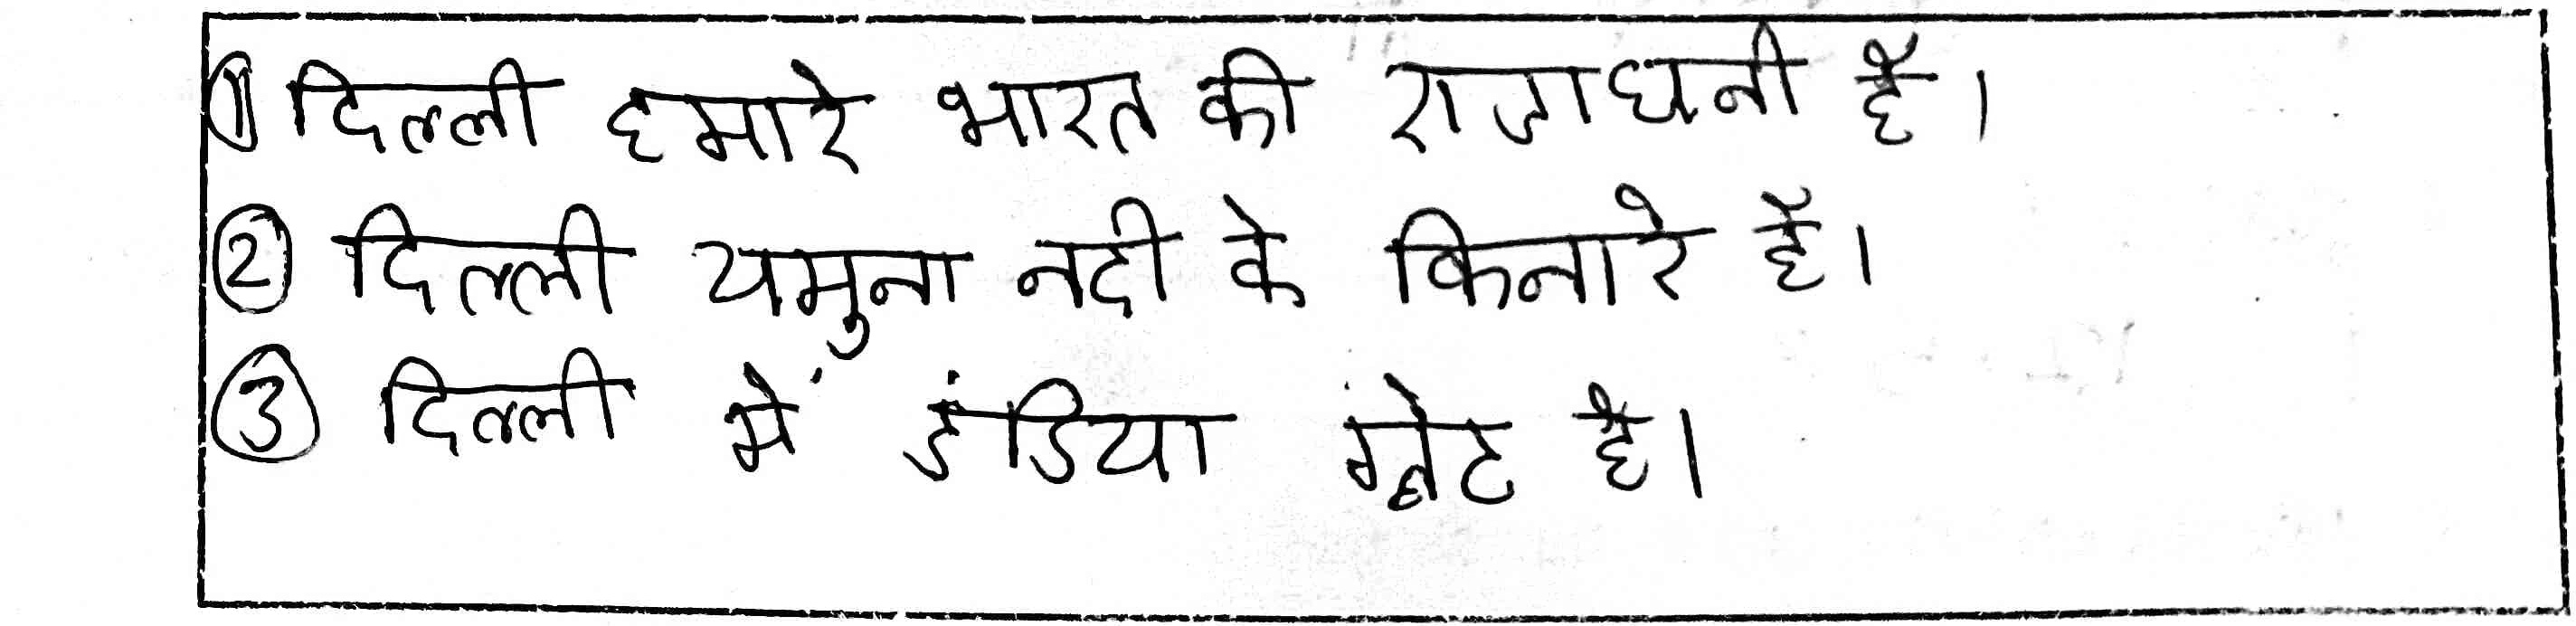 ① दिल्ली हमारे भारत की राजधानी है।
② दिल्ली यमुना नदी के किनारे है।
③ दिल्ली में इंडिया गेट है।